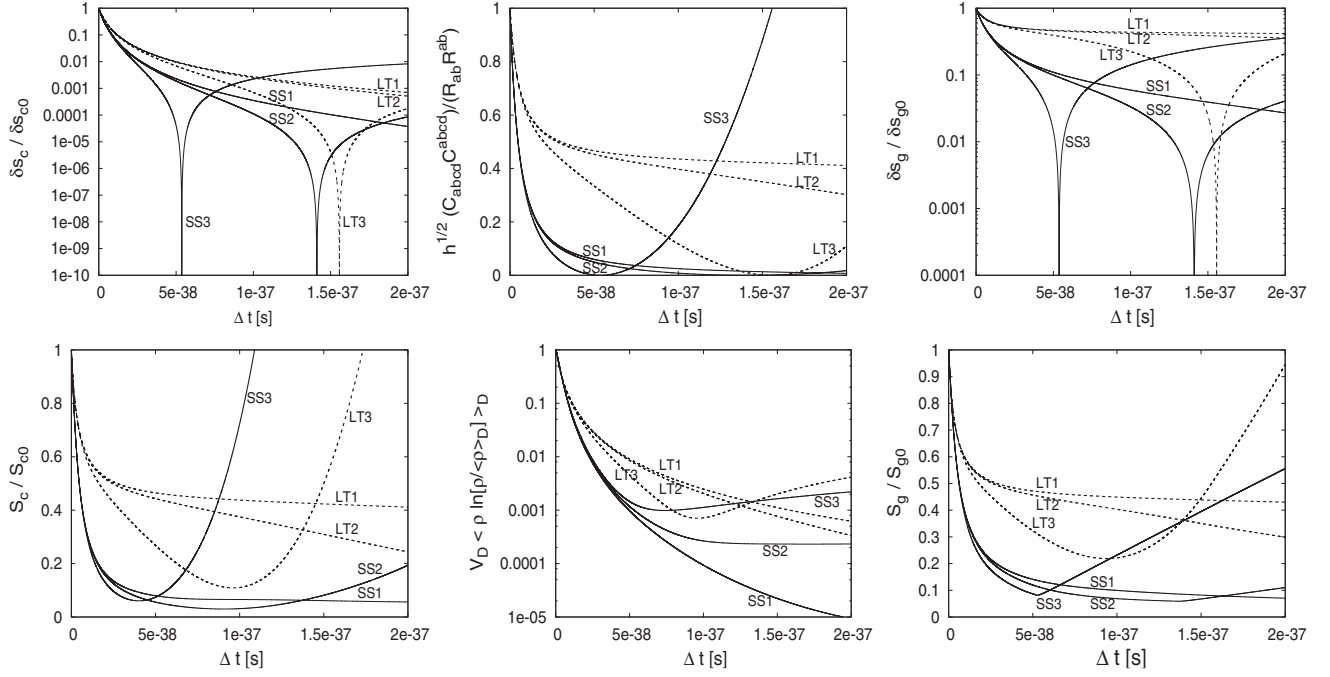 δs_c / δs_c0
1
0.1
0.01
0.001
0.0001
1e-05
1e-06
1e-07
1e-08
1e-09
1e-10
LT1
SS1
LT2
SS2
SS3
LT3
0 5e-38 1e-37 1.5e-37 2e-37
Δ t [s]
h^1/2 (C_abcd C^abcd)/(R_ab R^ab)
1
0.8
0.6
0.4
0.2
0
SS3
LT1
LT2
LT3
SS1
SS2
0 5e-38 1e-37 1.5e-37 2e-37
Δ t [s]
δs_g / δs_g0
1
0.1
0.01
0.001
0.0001
LT1
LT2
LT3
SS1
SS2
SS3
0 5e-38 1e-37 1.5e-37 2e-37
Δ t [s]
S_c / S_c0
1
0.8
0.6
0.4
0.2
0
SS3
LT3
LT1
LT2
SS2
SS1
0 5e-38 1e-37 1.5e-37 2e-37
Δ t [s]
V_D < ρ ln[ρ/<ρ>_D] >_D
1
0.1
0.01
0.001
0.0001
1e-05
LT1
LT3
LT2
SS3
SS2
SS1
0 5e-38 1e-37 1.5e-37 2e-37
Δ t [s]
S_g / S_g0
1
0.9
0.8
0.7
0.6
0.5
0.4
0.3
0.2
0.1
0
LT1
LT2
LT3
SS1
SS3 SS2
0 5e-38 1e-37 1.5e-37 2e-37
Δ t [s]